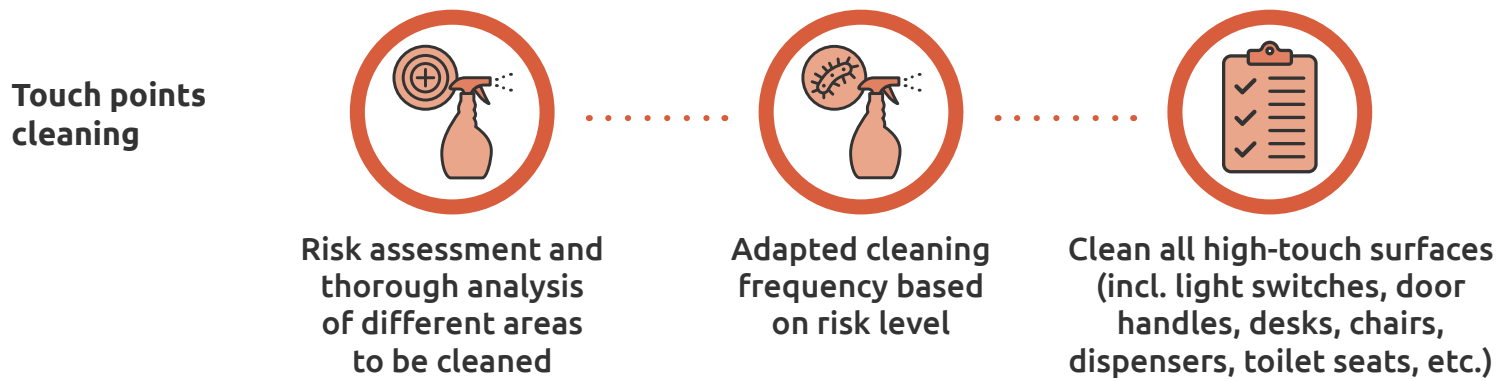 Touch points
cleaning
Risk assessment and
thorough analysis
of different areas
to be cleaned
Adapted cleaning
frequency based
on risk level
Clean all high-touch surfaces
(incl. light switches, door
handles, desks, chairs,
dispensers, toilet seats, etc.)